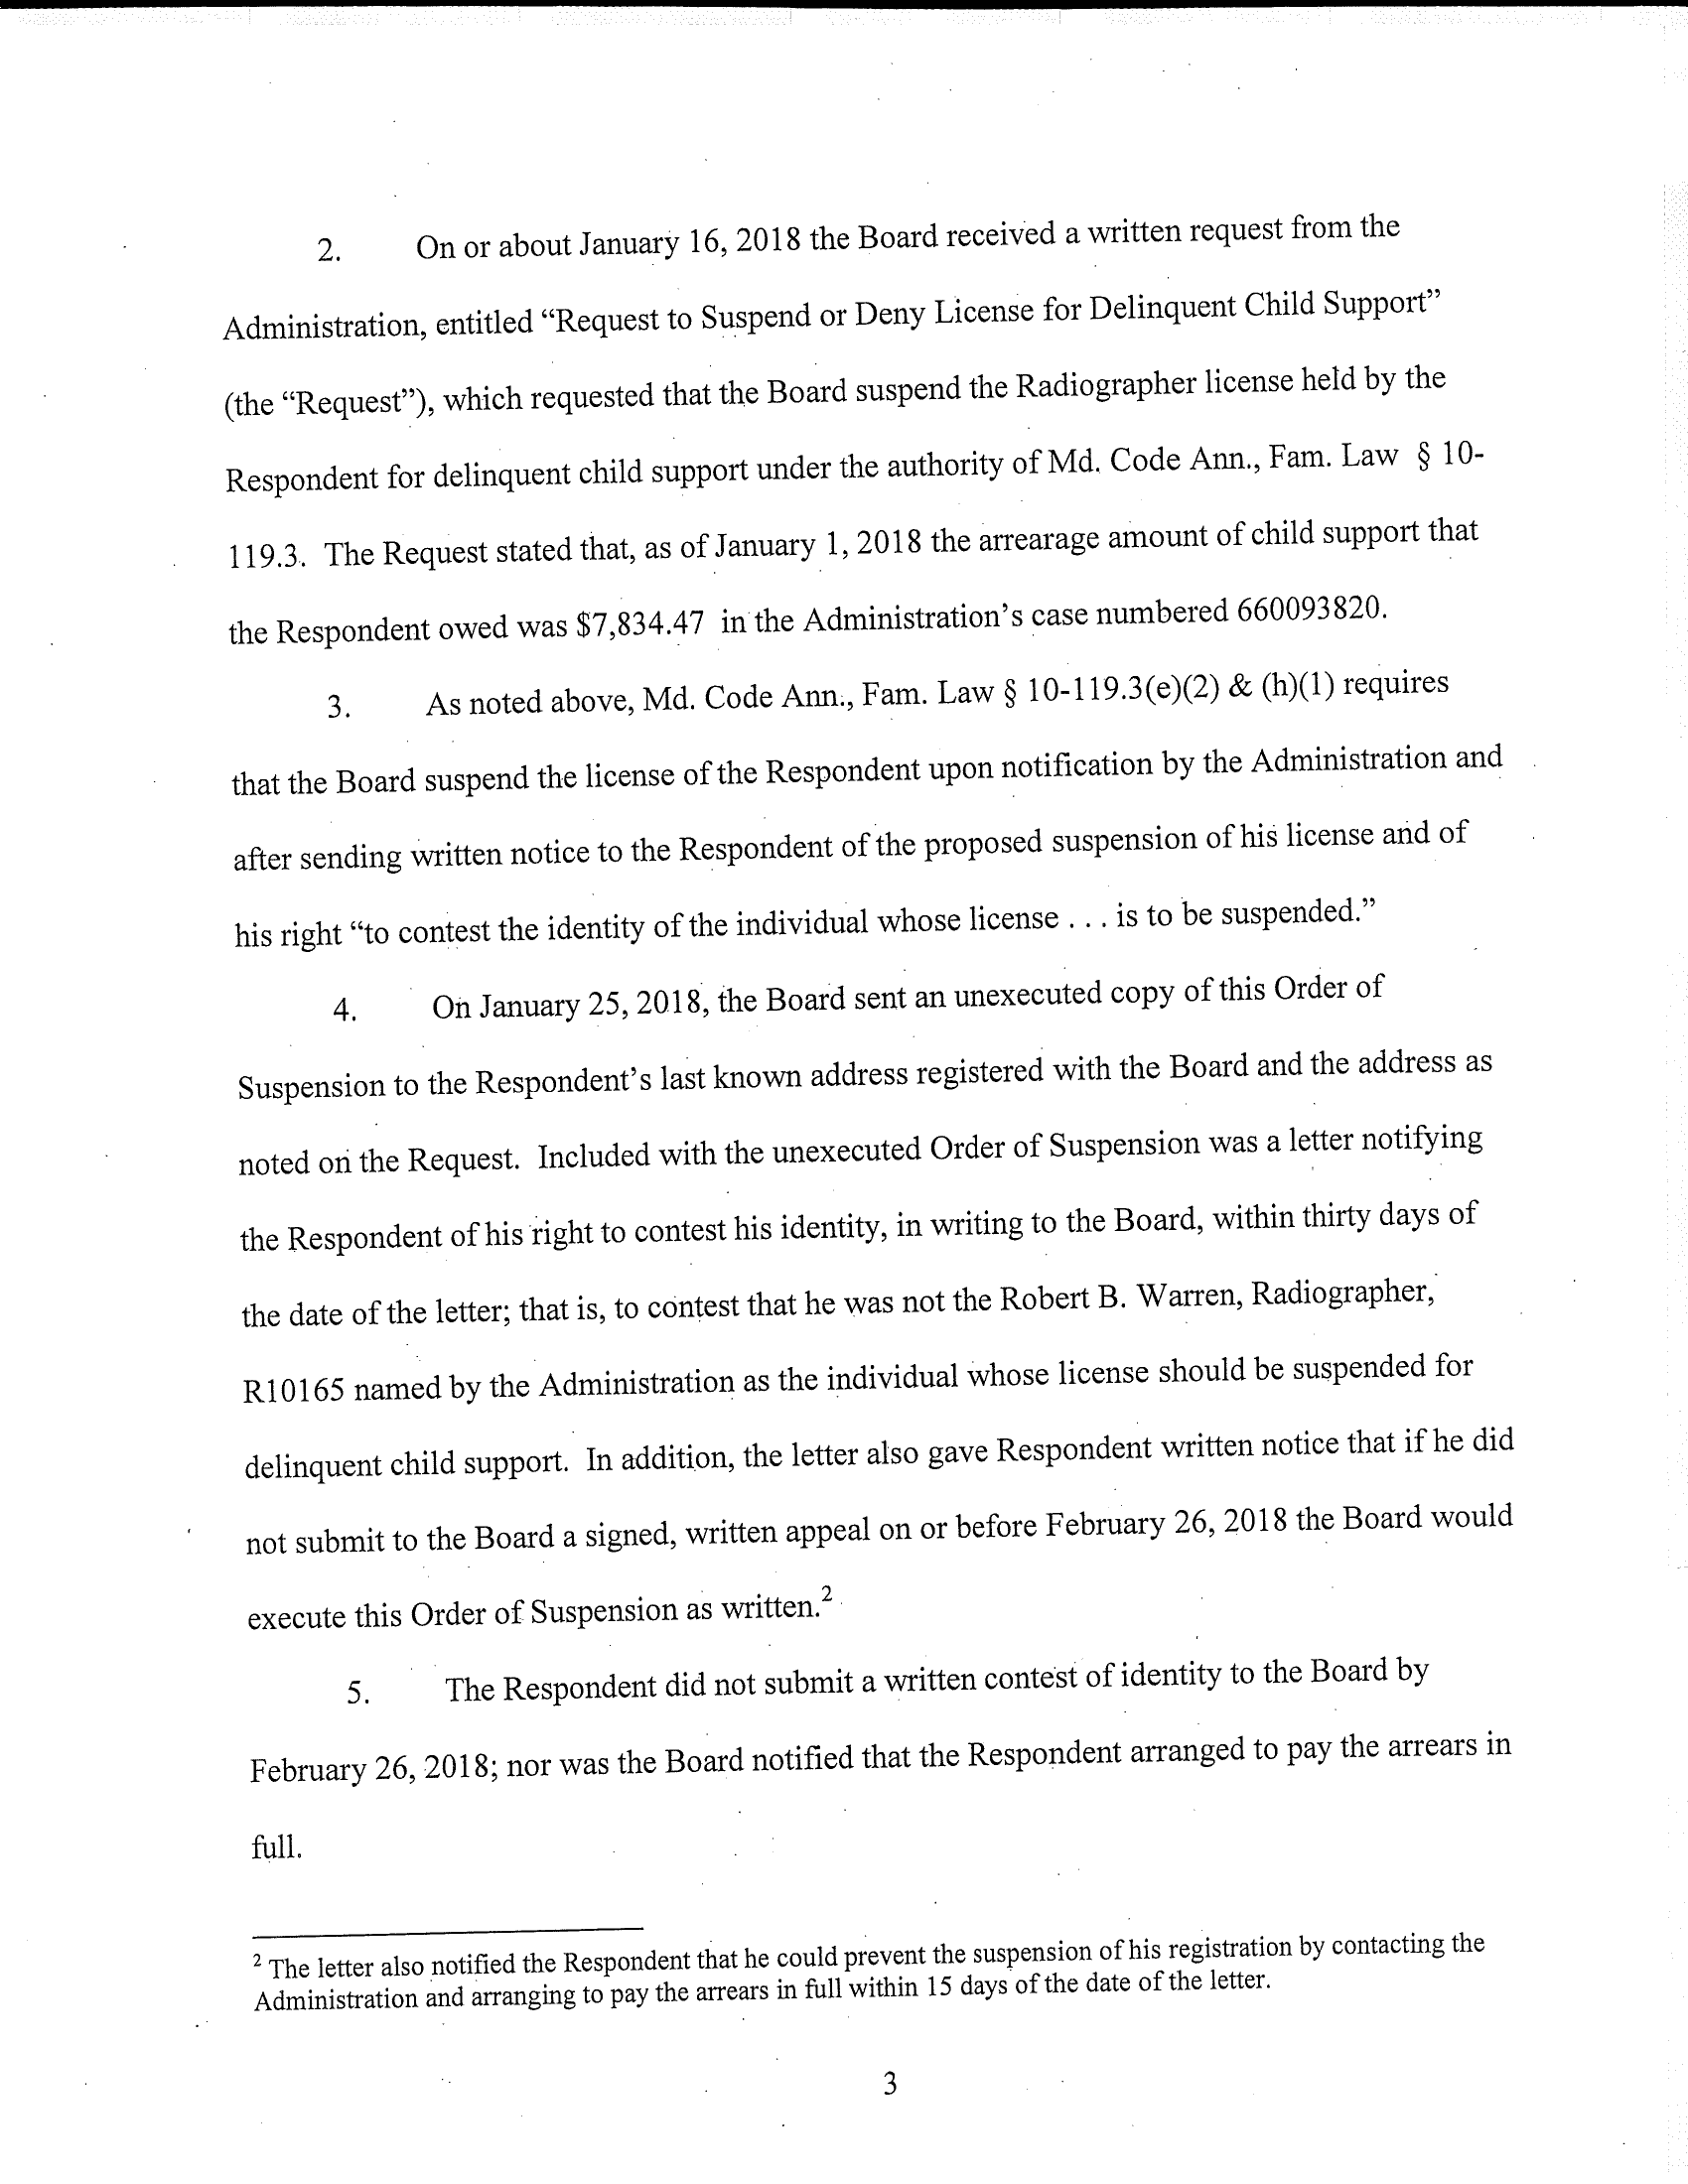 2. On or about January 16, 2018 the Board received a written request from the
Administration, entitled “Request to Suspend or Deny License for Delinquent Child Support”
(the “Request”), which requested that the Board suspend the Radiographer license held by the
Respondent for delinquent child support under the authority of Md. Code Ann., Fam. Law § 10-
119.3. The Request stated that, as of January 1, 2018 the arrearage amount of child support that
the Respondent owed was $7,834.47 in the Administration’s case numbered 660093820.
3. As noted above, Md. Code Ann., Fam. Law § 10-119.3(e)(2) & (h)(1) requires
that the Board suspend the license of the Respondent upon notification by the Administration and
after sending written notice to the Respondent of the proposed suspension of his license and of
his right “to contest the identity of the individual whose license . . . is to be suspended.”
4. On January 25, 2018, the Board sent an unexecuted copy of this Order of
Suspension to the Respondent’s last known address registered with the Board and the address as
noted on the Request. Included with the unexecuted Order of Suspension was a letter notifying
the Respondent of his right to contest his identity, in writing to the Board, within thirty days of
the date of the letter; that is, to contest that he was not the Robert B. Warren, Radiographer,
R10165 named by the Administration as the individual whose license should be suspended for
delinquent child support. In addition, the letter also gave Respondent written notice that if he did
not submit to the Board a signed, written appeal on or before February 26, 2018 the Board would
execute this Order of Suspension as written.2
5. The Respondent did not submit a written contest of identity to the Board by
February 26, 2018; nor was the Board notified that the Respondent arranged to pay the arrears in
full.
2 The letter also notified the Respondent that he could prevent the suspension of his registration by contacting the
Administration and arranging to pay the arrears in full within 15 days of the date of the letter.
3